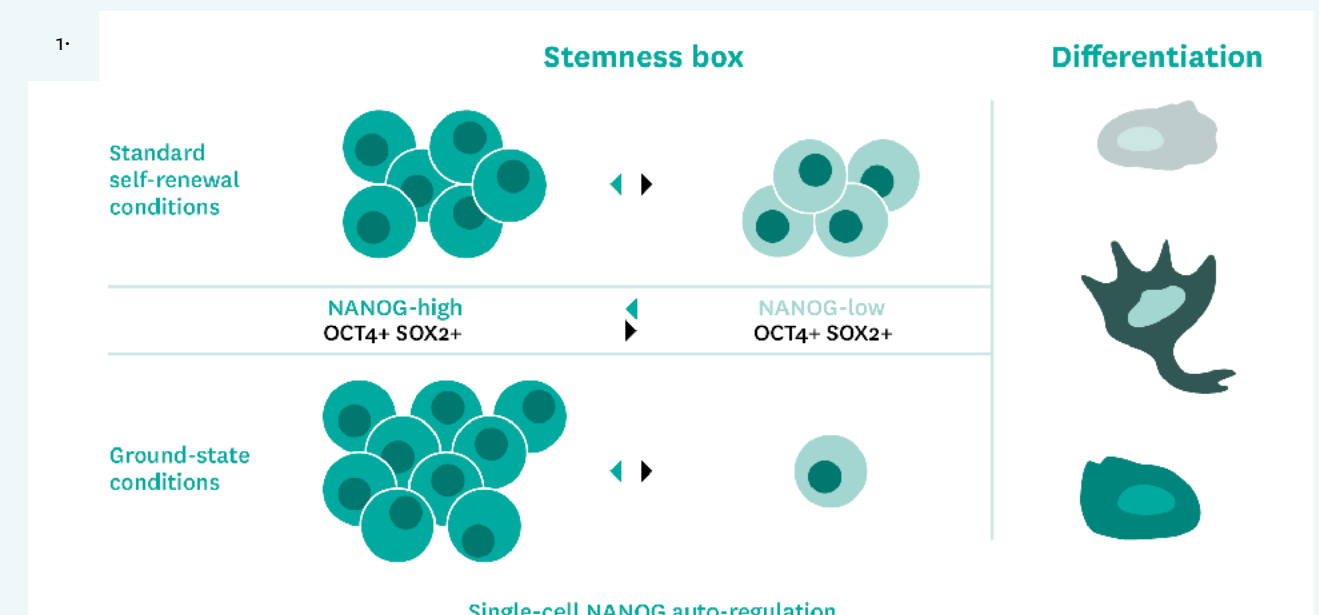 1.
Stemness box
Differentiation
Standard
self-renewal
conditions
NANOG-high
NANOG-low
OCT4+ SOX2+
OCT4+ SOX2+
Ground-state
conditions
Single-cell NANOG auto-regulation